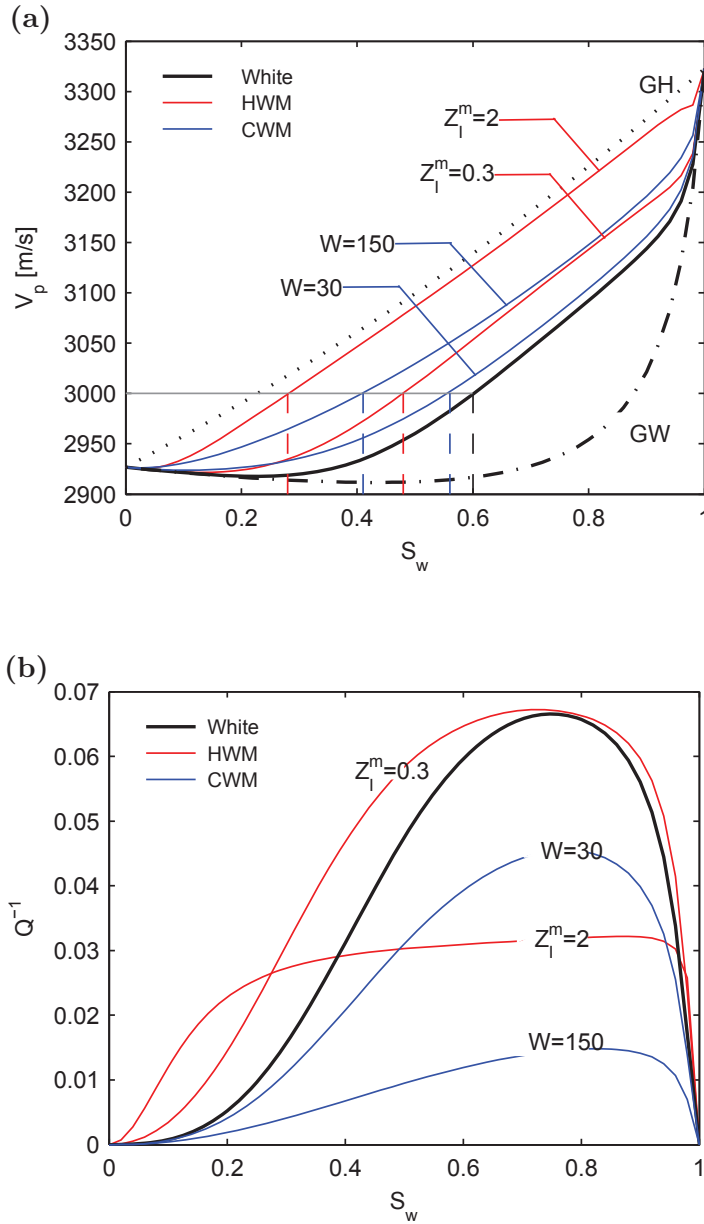 (a)
3350
3300
3250
3200
3150
3100
3050
3000
2950
2900
V_p [m/s]
White
HWM
CWM
GH
Z_l^m=2
Z_l^m=0.3
W=150
W=30
GW
0
0.2
0.4
0.6
0.8
1
S_w
(b)
0.07
0.06
0.05
0.04
0.03
0.02
0.01
0
Q^-1
White
HWM
CWM
Z_l^m=0.3
W=30
Z_l^m=2
W=150
0
0.2
0.4
0.6
0.8
1
S_w